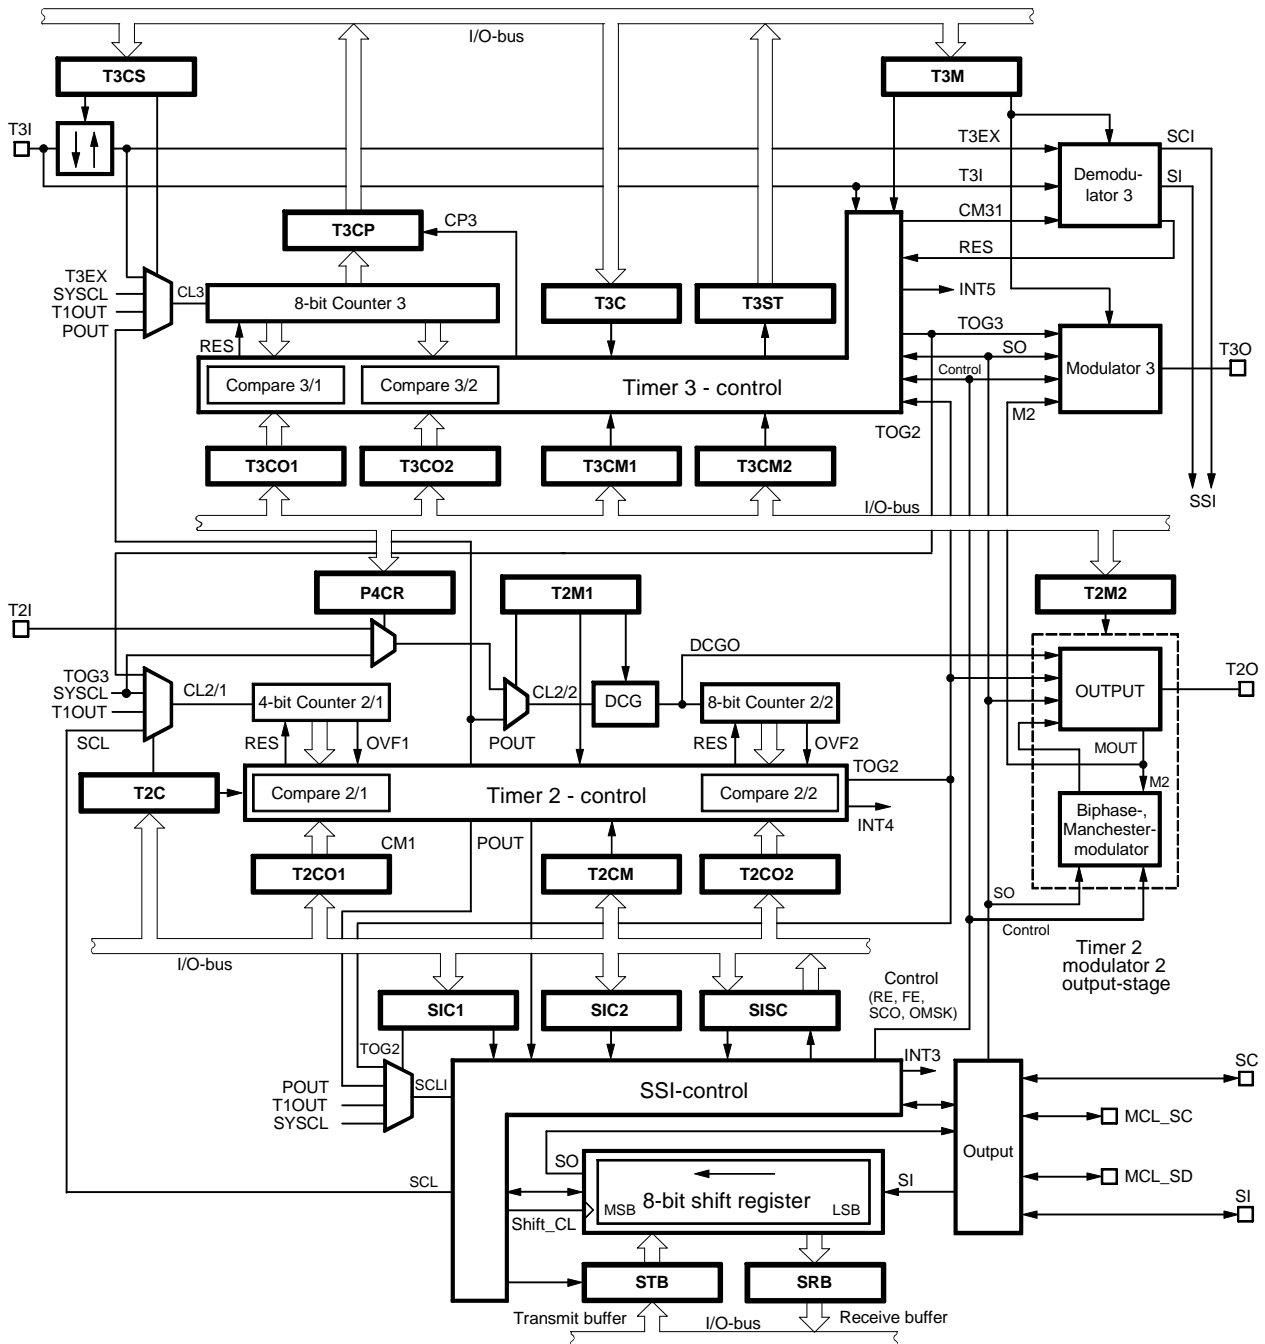 I/O-bus
T3CS
T3M
T3I
T3EX
SCI
T3I
SI
Demodu-
lator 3
T3CP
CP3
CM31
RES
T3EX
SYSCL
T1OUT
POUT
CL3
8-bit Counter 3
T3C
T3ST
INT5
RES
TOG3
SO
Control
M2
TOG2
Modulator 3
T3O
Compare 3/1
Compare 3/2
Timer 3 - control
T3CO1
T3CO2
T3CM1
T3CM2
SSI
I/O-bus
P4CR
T2M1
T2M2
T2I
DCGO
TOG3
SYSCL
T1OUT
SCL
CL2/1
4-bit Counter 2/1
CL2/2
DCG
8-bit Counter 2/2
OUTPUT
T2O
POUT
RES
OVF1
RES
OVF2
MOUT
TOG2
M2
T2C
Compare 2/1
Timer 2 - control
Compare 2/2
INT4
Biphase-,
Manchester-
modulator
CM1
POUT
T2CO1
T2CM
T2CO2
SO
Control
I/O-bus
Timer 2
modulator 2
output-stage
SIC1
SIC2
SISC
Control
(RE, FE,
SCO, OMSK)
TOG2
INT3
POUT
T1OUT
SYSCL
SCLI
SSI-control
SC
MCL_SC
Output
MCL_SD
SI
SO
SI
SCL
8-bit shift register
MSB
LSB
Shift_CL
STB
SRB
Transmit buffer
Receive buffer
I/O-bus